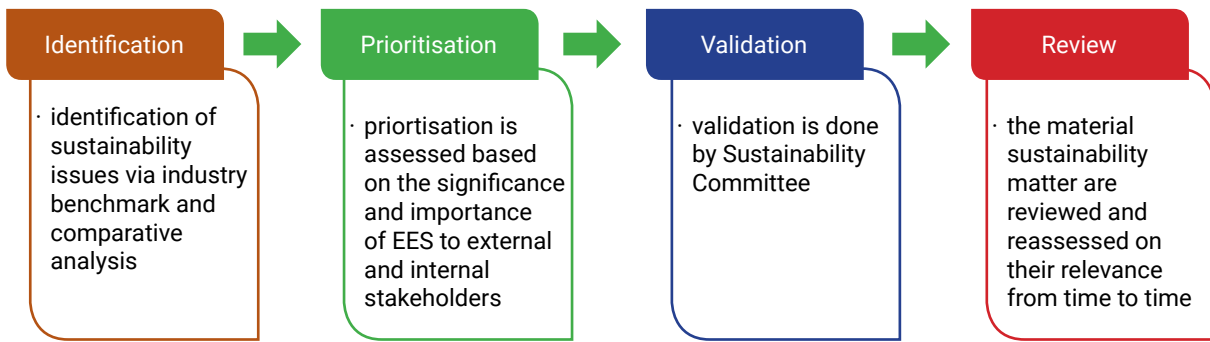 Identification
· identification of
sustainability
issues via industry
benchmark and
comparative
analysis
Prioritisation
· priortisation is
assessed based
on the significance
and importance
of EES to external
and internal
stakeholders
Validation
· validation is done
by Sustainability
Committee
Review
· the material
sustainability
matter are
reviewed and
reassessed on
their relevance
from time to time